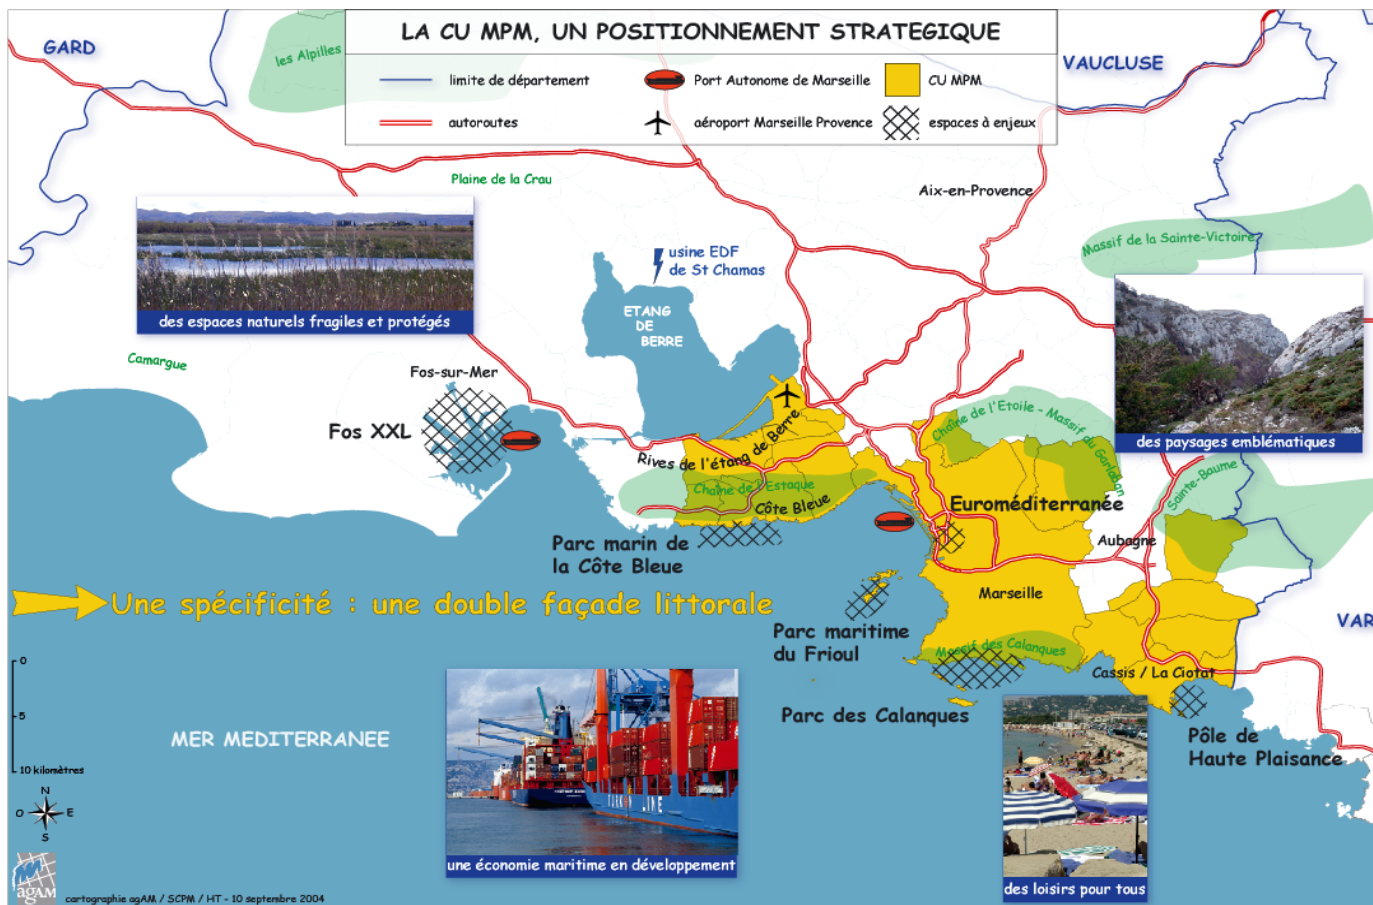 LA CU MPM, UN POSITIONNEMENT STRATEGIQUE
limite de département
Port Autonome de Marseille
CU MPM
autoroutes
aéroport Marseille Provence
espaces à enjeux
GARD
les Alpilles
VAUCLUSE
Plaine de la Crau
Aix-en-Provence
Massif de la Sainte-Victoire
usine EDF
de St Chamas
ETANG
DE
BERRE
des espaces naturels fragiles et protégés
Camargue
Fos-sur-Mer
Fos XXL
Rives de l'étang de Berre
Chaîne de l'Estaque
Côte Bleue
Chaîne de l'Etoile - Massif du Garlaban
des paysages emblématiques
Sainte-Baume
Euroméditerranée
Aubagne
Parc marin de
la Côte Bleue
Marseille
Une spécificité : une double façade littorale
Parc maritime
du Frioul
VAR
Massif des Calanques
Cassis / La Ciotat
Parc des Calanques
Pôle de
Haute Plaisance
MER MEDITERRANEE
0
5
10 kilomètres
N
O
E
S
LINE
une économie maritime en développement
des loisirs pour tous
agAM
cartographie agAM / SCPM / HT - 10 septembre 2004